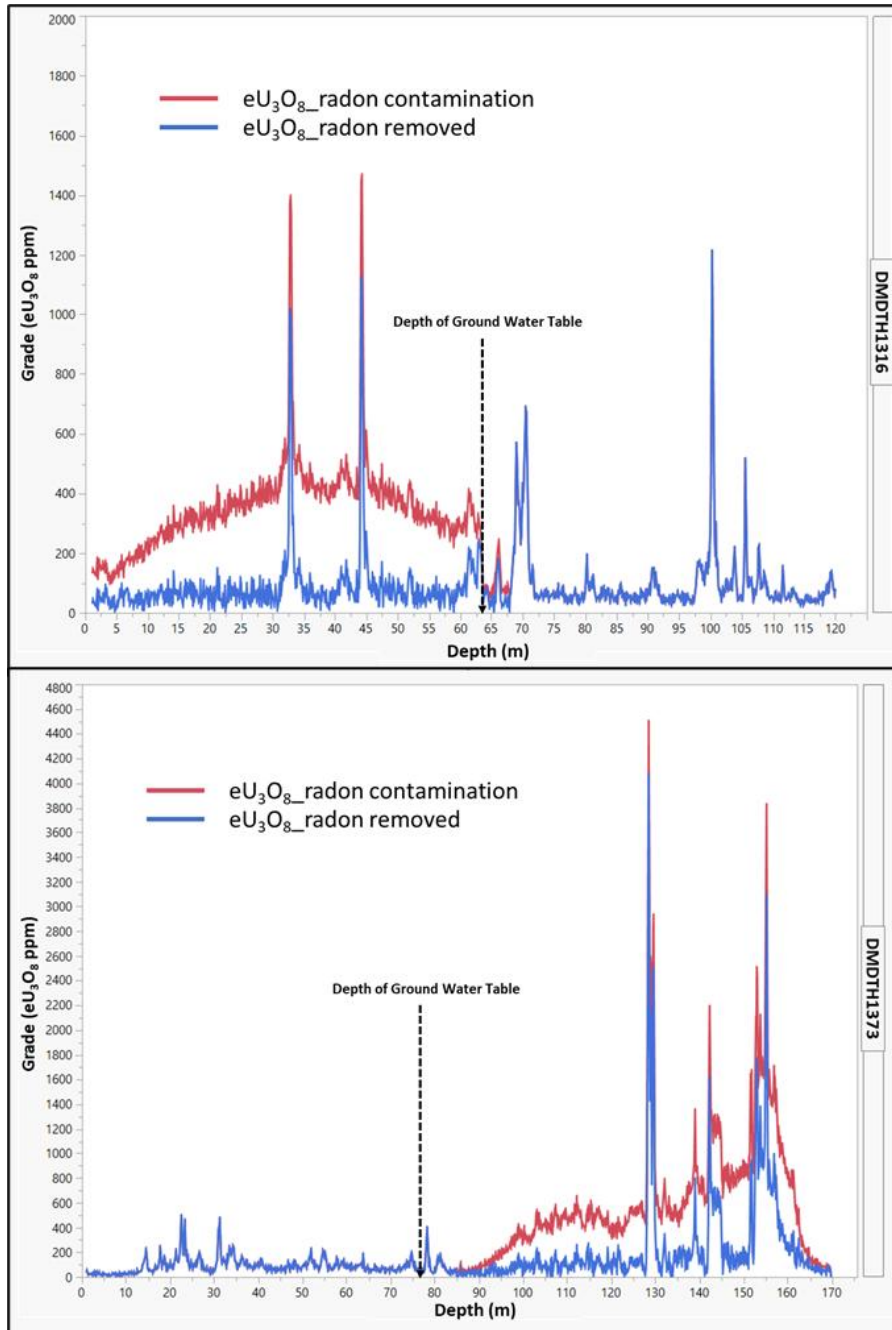 2000
1800
1600
1400
1200
1000
800
600
400
200
0
Grade (eU₃O₈ ppm)
eU₃O₈_radon contamination
eU₃O₈_radon removed
Depth of Ground Water Table
DMDTH1316
0 5 10 15 20 25 30 35 40 45 50 55 60 65 70 75 80 85 90 95 100 105 110 115 120
Depth (m)
4800
4600
4400
4200
4000
3800
3600
3400
3200
3000
2800
2600
2400
2200
2000
1800
1600
1400
1200
1000
800
600
400
200
0
Grade (eU₃O₈ ppm)
eU₃O₈_radon contamination
eU₃O₈_radon removed
Depth of Ground Water Table
DMDTH1373
0 10 20 30 40 50 60 70 80 90 100 110 120 130 140 150 160 170
Depth (m)